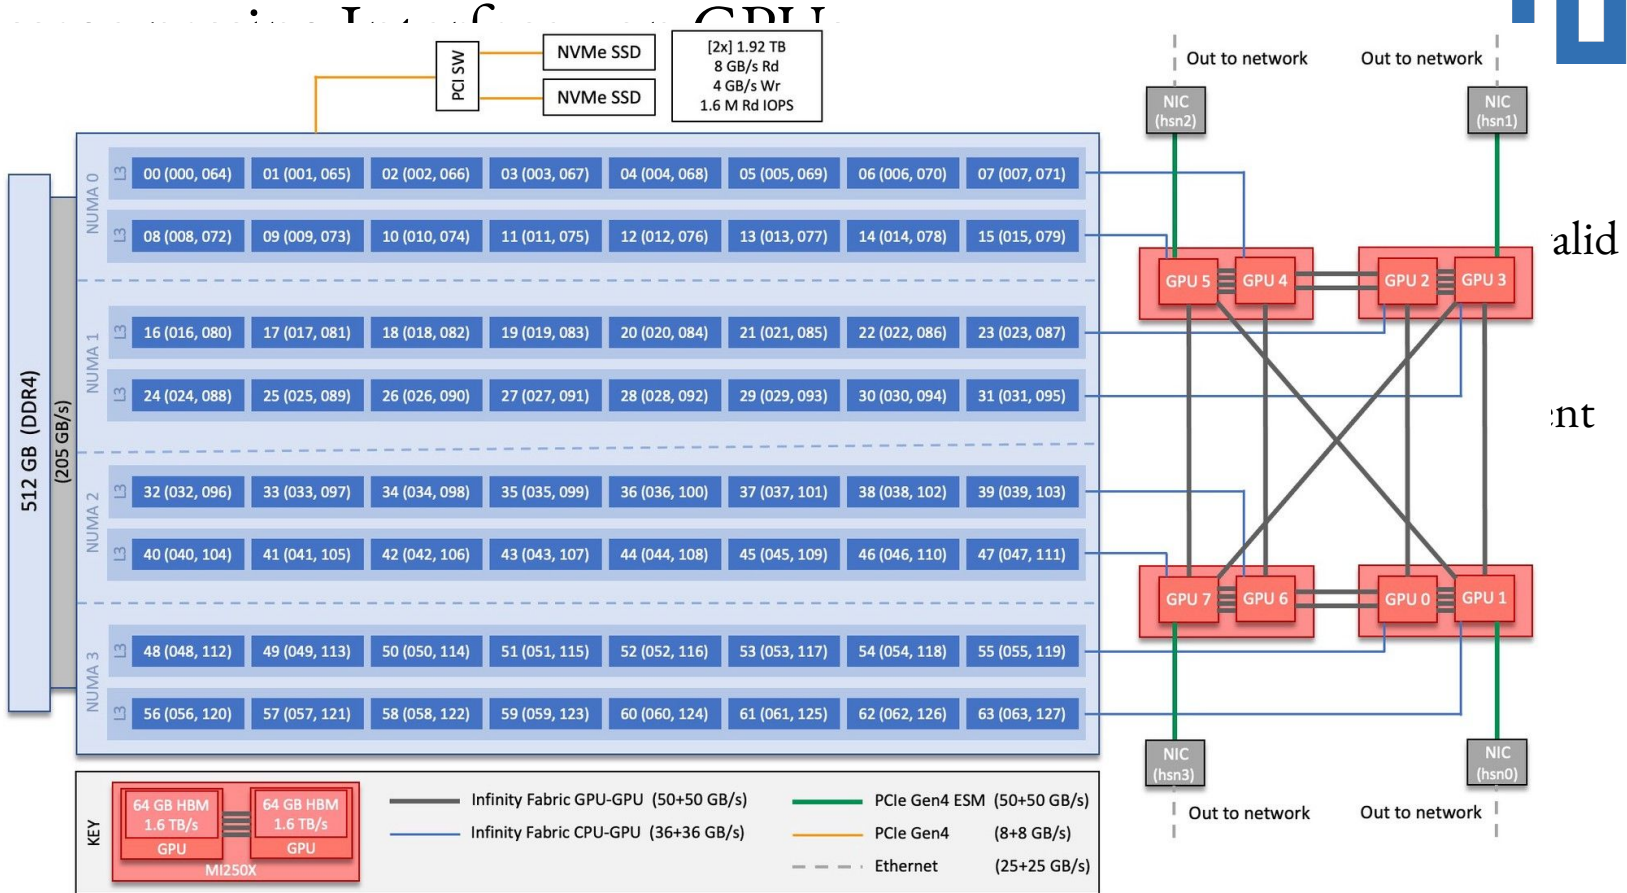 Interface on GPUs
NVMe SSD
NVMe SSD
PCI SW
[2x] 1.92 TB
8 GB/s Rd
4 GB/s Wr
1.6 M Rd IOPS
Out to network
Out to network
NIC
(hsn2)
NIC
(hsn1)
512 GB (DDR4)
(205 GB/s)
NUMA 0
L3
00 (000, 064) 01 (001, 065) 02 (002, 066) 03 (003, 067) 04 (004, 068) 05 (005, 069) 06 (006, 070) 07 (007, 071)
L3
08 (008, 072) 09 (009, 073) 10 (010, 074) 11 (011, 075) 12 (012, 076) 13 (013, 077) 14 (014, 078) 15 (015, 079)
NUMA 1
L3
16 (016, 080) 17 (017, 081) 18 (018, 082) 19 (019, 083) 20 (020, 084) 21 (021, 085) 22 (022, 086) 23 (023, 087)
L3
24 (024, 088) 25 (025, 089) 26 (026, 090) 27 (027, 091) 28 (028, 092) 29 (029, 093) 30 (030, 094) 31 (031, 095)
NUMA 2
L3
32 (032, 096) 33 (033, 097) 34 (034, 098) 35 (035, 099) 36 (036, 100) 37 (037, 101) 38 (038, 102) 39 (039, 103)
L3
40 (040, 104) 41 (041, 105) 42 (042, 106) 43 (043, 107) 44 (044, 108) 45 (045, 109) 46 (046, 110) 47 (047, 111)
NUMA 3
L3
48 (048, 112) 49 (049, 113) 50 (050, 114) 51 (051, 115) 52 (052, 116) 53 (053, 117) 54 (054, 118) 55 (055, 119)
L3
56 (056, 120) 57 (057, 121) 58 (058, 122) 59 (059, 123) 60 (060, 124) 61 (061, 125) 62 (062, 126) 63 (063, 127)
GPU 5 GPU 4 GPU 2 GPU 3
alid
ent
GPU 7 GPU 6 GPU 0 GPU 1
NIC
(hsn3)
NIC
(hsn0)
Out to network
Out to network
KEY
64 GB HBM
1.6 TB/s
GPU
64 GB HBM
1.6 TB/s
GPU
MI250X
Infinity Fabric GPU-GPU (50+50 GB/s)
Infinity Fabric CPU-GPU (36+36 GB/s)
PCIe Gen4 ESM (50+50 GB/s)
PCIe Gen4 (8+8 GB/s)
Ethernet (25+25 GB/s)